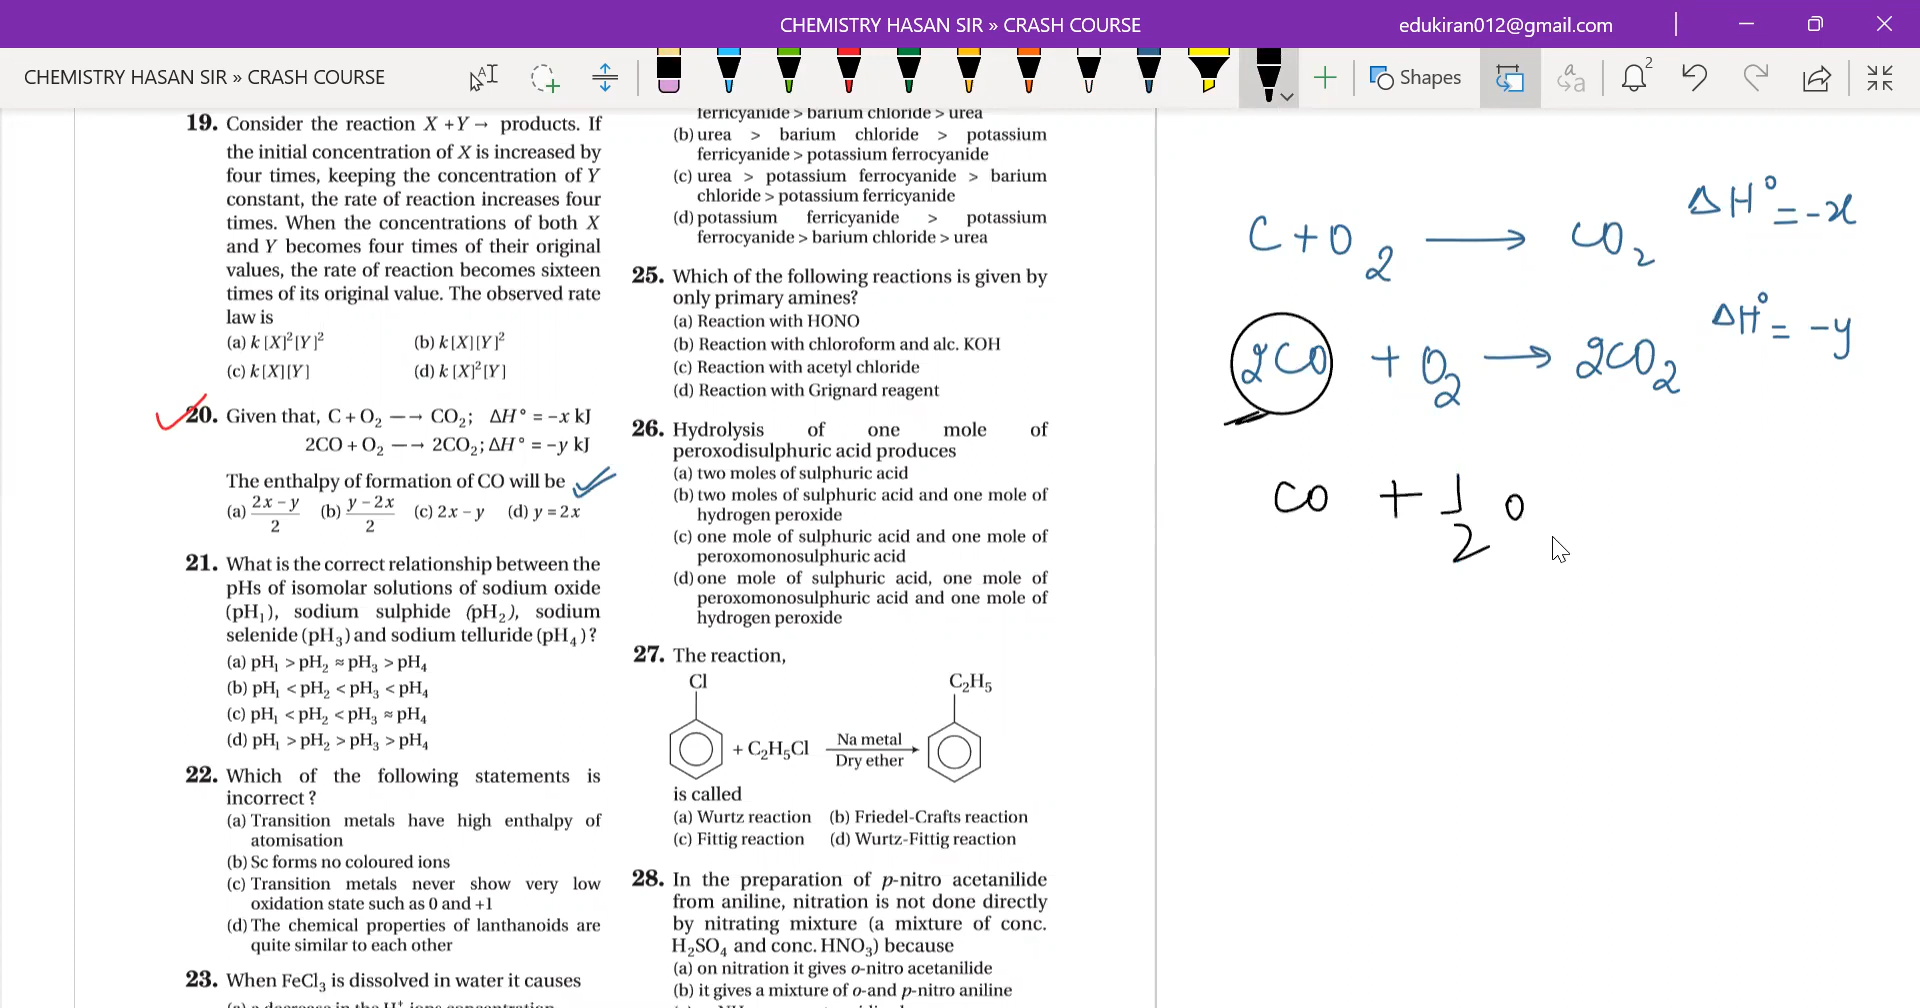 CHEMISTRY HASAN SIR » CRASH COURSE
edukiran012@gmail.com
CHEMISTRY HASAN SIR » CRASH COURSE
Shapes
2
19. Consider the reaction X + Y → products. If
the initial concentration of X is increased by
four times, keeping the concentration of Y
constant, the rate of reaction increases four
times. When the concentrations of both X
and Y becomes four times of their original
values, the rate of reaction becomes sixteen
times of its original value. The observed rate
law is
(a) k [X]²[Y]² (b) k[X][Y]²
(c) k[X][Y] (d) k [X]²[Y]
20. Given that, C + O₂ → CO₂; ΔH° = −x kJ
2CO + O₂ → 2CO₂; ΔH° = −y kJ
The enthalpy of formation of CO will be
(a) (2x − y)/2 (b) (y − 2x)/2 (c) 2x − y (d) y = 2x
21. What is the correct relationship between the
pHs of isomolar solutions of sodium oxide
(pH₁), sodium sulphide (pH₂), sodium
selenide (pH₃) and sodium telluride (pH₄)?
(a) pH₁ > pH₂ ≈ pH₃ > pH₄
(b) pH₁ < pH₂ < pH₃ < pH₄
(c) pH₁ < pH₂ < pH₃ ≈ pH₄
(d) pH₁ > pH₂ > pH₃ > pH₄
22. Which of the following statements is
incorrect ?
(a) Transition metals have high enthalpy of
atomisation
(b) Sc forms no coloured ions
(c) Transition metals never show very low
oxidation state such as 0 and +1
(d) The chemical properties of lanthanoids are
quite similar to each other
23. When FeCl₃ is dissolved in water it causes
ferricyanide > barium chloride > urea
(b) urea > barium chloride > potassium
ferricyanide > potassium ferrocyanide
(c) urea > potassium ferrocyanide > barium
chloride > potassium ferricyanide
(d) potassium ferricyanide > potassium
ferrocyanide > barium chloride > urea
25. Which of the following reactions is given by
only primary amines?
(a) Reaction with HONO
(b) Reaction with chloroform and alc. KOH
(c) Reaction with acetyl chloride
(d) Reaction with Grignard reagent
26. Hydrolysis of one mole of
peroxodisulphuric acid produces
(a) two moles of sulphuric acid
(b) two moles of sulphuric acid and one mole of
hydrogen peroxide
(c) one mole of sulphuric acid and one mole of
peroxomonosulphuric acid
(d) one mole of sulphuric acid, one mole of
peroxomonosulphuric acid and one mole of
hydrogen peroxide
27. The reaction,
Cl C₂H₅
+ C₂H₅Cl Na metal
Dry ether
is called
(a) Wurtz reaction (b) Friedel-Crafts reaction
(c) Fittig reaction (d) Wurtz-Fittig reaction
28. In the preparation of p-nitro acetanilide
from aniline, nitration is not done directly
by nitrating mixture (a mixture of conc.
H₂SO₄ and conc. HNO₃) because
(a) on nitration it gives o-nitro acetanilide
(b) it gives a mixture of o-and p-nitro aniline
C + O₂ → CO₂ ΔH° = −x
2CO + O₂ → 2CO₂ ΔH° = −y
CO + 1/2 O